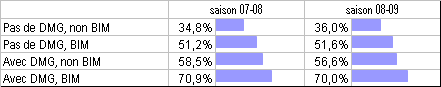 saison 07-08 saison 08-09
Pas de DMG, non BIM 34,8% 36,0%
Pas de DMG, BIM 51,2% 51,6%
Avec DMG, non BIM 58,5% 56,6%
Avec DMG, BIM 70,9% 70,0%